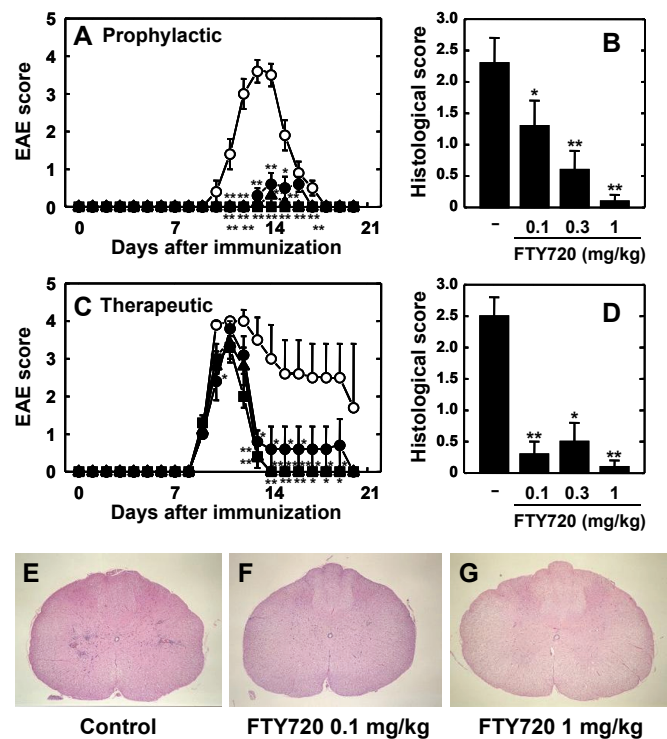 A Prophylactic
EAE score
5
4
3
2
1
0
0 7 14 21
Days after immunization
** ** * **
**** ****
** ** **
B
Histological score
3.0
2.5
2.0
1.5
1.0
0.5
0
*
**
**
– 0.1 0.3 1
FTY720 (mg/kg)
C Therapeutic
EAE score
5
4
3
2
1
0
0 7 14 21
Days after immunization
D
Histological score
3.0
2.5
2.0
1.5
1.0
0.5
0
**
*
**
– 0.1 0.3 1
FTY720 (mg/kg)
E
F
G
Control
FTY720 0.1 mg/kg
FTY720 1 mg/kg